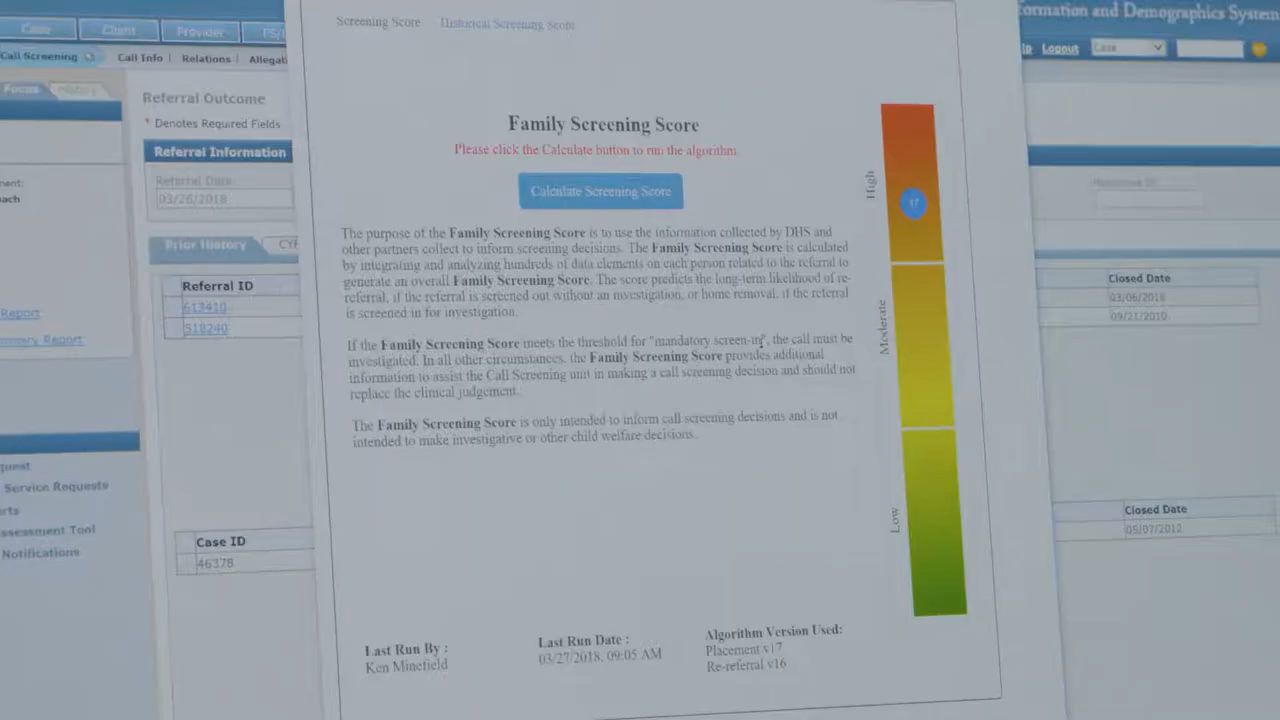 Case
Client
Provider
Call Screening
Call Info
Relations
Focus
History
Referral Outcome
* Denotes Required Fields
Referral Information
Referral Date
03/26/2018
Prior History
Referral ID
613410
518240
Report
Report
Service Requests
Tool
Notifications
Case ID
46378
Screening Score
Historical Screening Score
Family Screening Score
Please click the Calculate button to run the algorithm.
Calculate Screening Score
The purpose of the Family Screening Score is to use the information collected by DHS and
other partners collect to inform screening decisions. The Family Screening Score is calculated
by integrating and analyzing hundreds of data elements on each person related to the referral to
generate an overall Family Screening Score. The score predicts the long-term likelihood of re-
referral, if the referral is screened out without an investigation, or home removal, if the referral
is screened in for investigation.
If the Family Screening Score meets the threshold for "mandatory screen-in", the call must be
investigated. In all other circumstances, the Family Screening Score provides additional
information to assist the Call Screening unit in making a call screening decision and should not
replace the clinical judgement.
The Family Screening Score is only intended to inform call screening decisions and is not
intended to make investigative or other child welfare decisions.
High
17
Moderate
Low
Last Run By :
Ken Minefield
Last Run Date :
03/27/2018, 09:05 AM
Algorithm Version Used:
Placement v17
Re-referral v16
and Demographics System
Logout
Case
Closed Date
03/06/2018
09/21/2010
Closed Date
05/07/2012